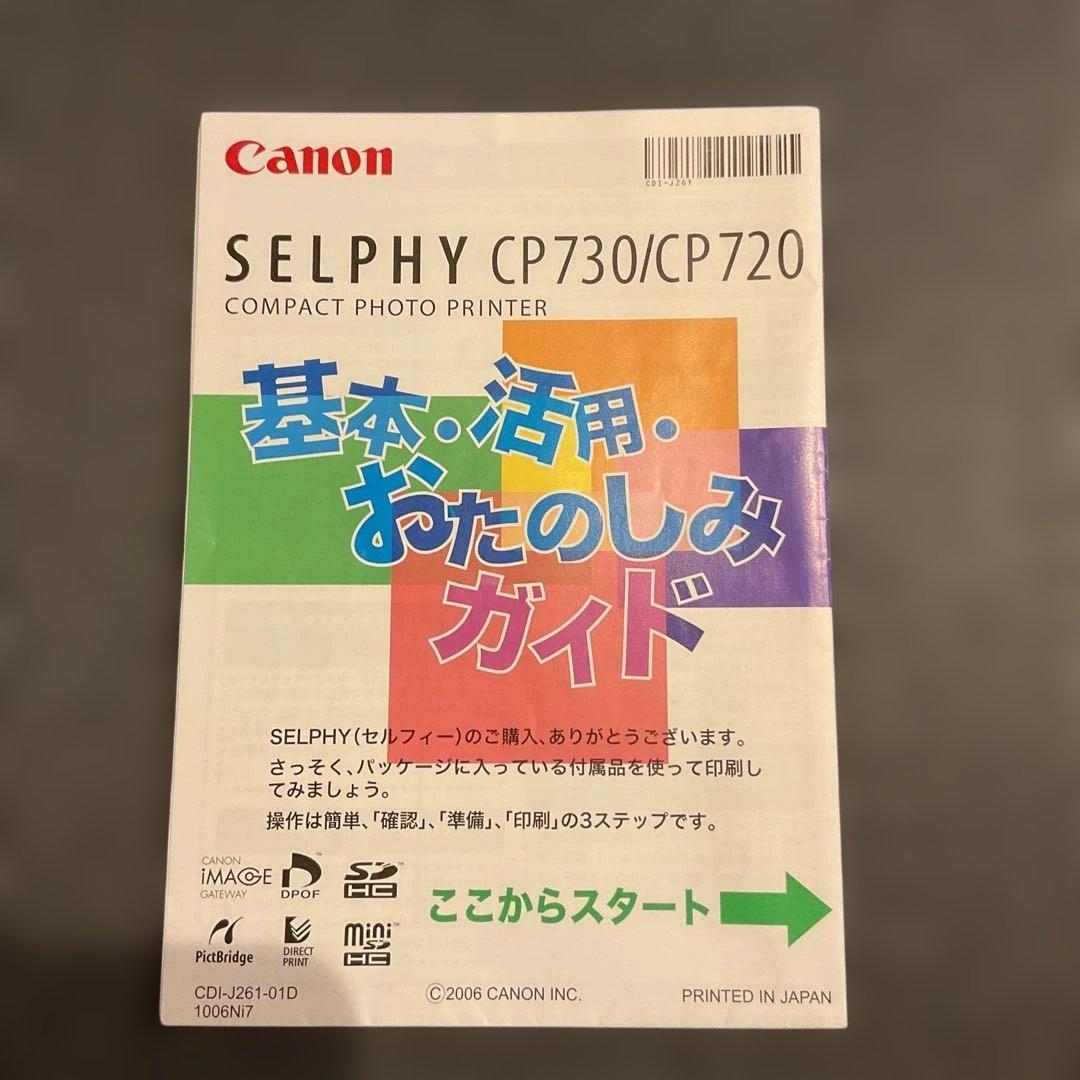 Canon
CDI-J261
SELPHY CP730/CP720
COMPACT PHOTO PRINTER
基本・活用・
おたのしみ
ガイド
SELPHY(セルフィー)のご購入、ありがとうございます。
さっそく、パッケージに入っている付属品を使って印刷し
てみましょう。
操作は簡単、「確認」、「準備」、「印刷」の3ステップです。
CANON
iMAGE
GATEWAY
DPOF™
SD™
HC
ここからスタート
PictBridge
DIRECT
PRINT
mini™
SD
HC
CDI-J261-01D
©2006 CANON INC.
PRINTED IN JAPAN
1006Ni7